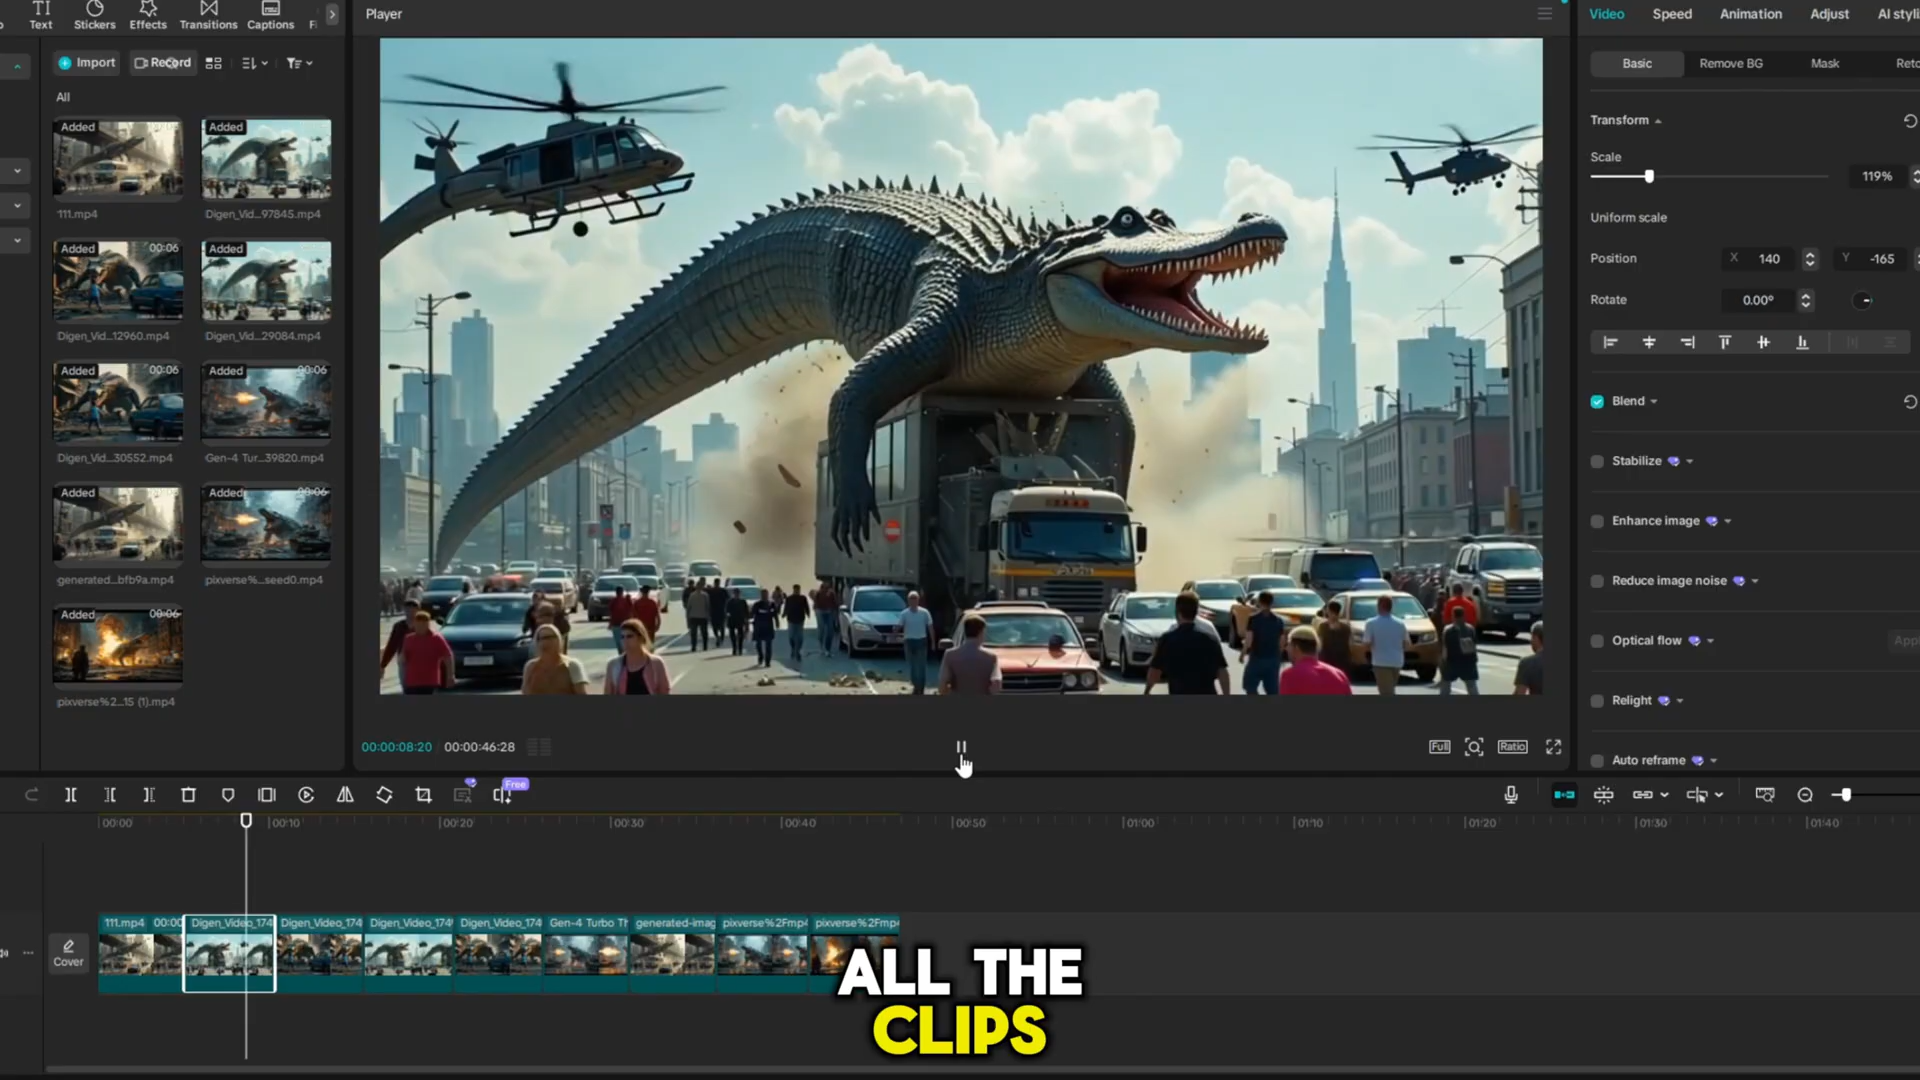 Text
Stickers
Effects
Transitions
Captions
Player
Video
Speed
Animation
Adjust
Import
Record
Basic
Remove BG
Mask
All
Added
111.mp4
Added
Digen_Vid...97845.mp4
Added 00:06
Digen_Vid...12960.mp4
Added
Digen_Vid...29084.mp4
Added 00:06
Digen_Vid...30552.mp4
Added 00:06
Gen-4 Tur...39820.mp4
Added
generated...bfb9a.mp4
Added 00:06
pixverse%...seed0.mp4
Added 00:06
pixverse%2...15 (1).mp4
Transform
Scale
119%
Uniform scale
Position X 140 Y -165
Rotate 0.00°
Blend
Stabilize
Enhance image
Reduce image noise
Optical flow
Relight
Auto reframe
00:00:08:20 00:00:46:28
Full
Ratio
Free
00:00
00:10
00:20
00:30
00:40
00:50
01:00
01:10
01:20
01:30
01:40
Cover
111.mp4 00:00
Digen_Video_174
Digen_Video_174
Digen_Video_174
Digen_Video_174
Gen-4 Turbo Th
generated-imag
pixverse%2Fmp4
pixverse%2Fmp4
ALL THE
CLIPS